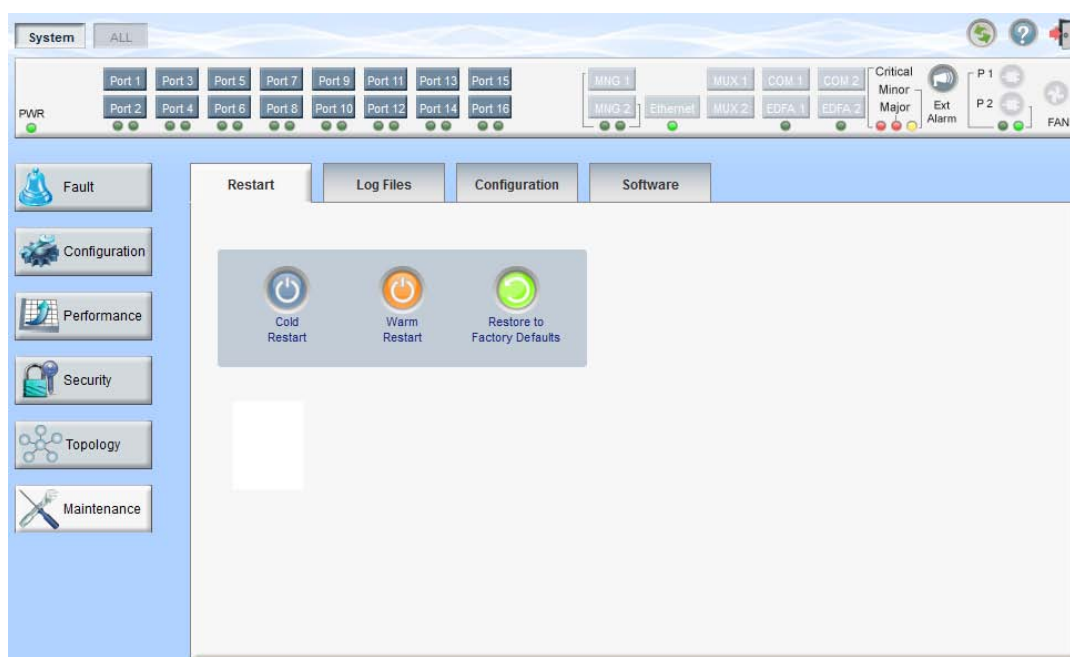 System ALL
Port 1 Port 3 Port 5 Port 7 Port 9 Port 11 Port 13 Port 15 MNG 1 MUX 1 COM 1 COM 2 Critical P 1
Minor
PWR Port 2 Port 4 Port 6 Port 8 Port 10 Port 12 Port 14 Port 16 MNG 2 Ethernet MUX 2 EDFA 1 EDFA 2 Major Ext P 2
Alarm FAN
Fault Restart Log Files Configuration Software
Configuration
Performance Cold Warm Restore to
Restart Restart Factory Defaults
Security
Topology
Maintenance